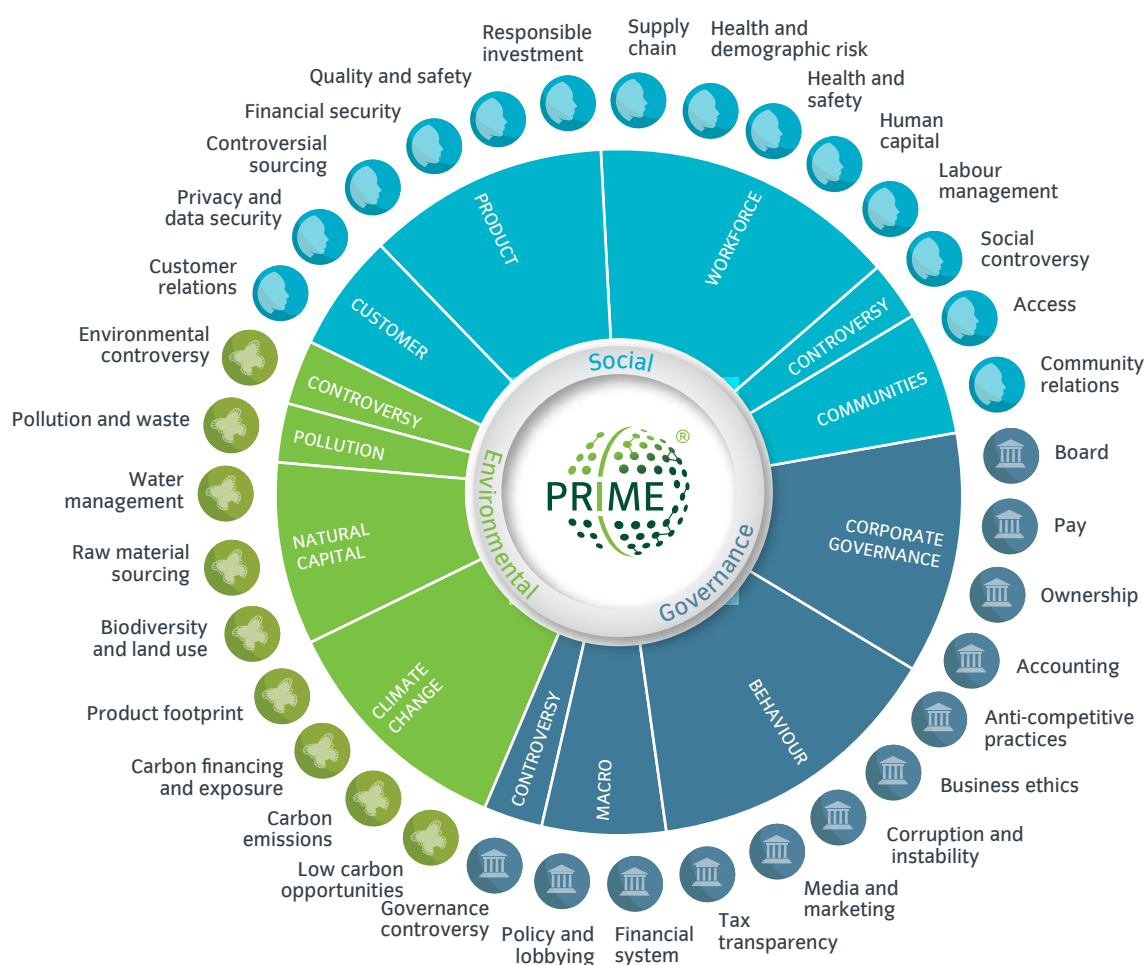 Responsible
investment
Supply
chain
Health and
demographic risk
Health and
safety
Human
capital
Labour
management
Social
controversy
Access
Community
relations
Board
Pay
Ownership
Accounting
Anti-competitive
practices
Business ethics
Corruption and
instability
Media and
marketing
Tax
transparency
Financial
system
Policy and
lobbying
Governance
controversy
Low carbon
opportunities
Carbon
emissions
Carbon financing
and exposure
Product footprint
Biodiversity
and land use
Raw material
sourcing
Water
management
Pollution and waste
Environmental
controversy
Customer
relations
Privacy and
data security
Controversial
sourcing
Financial security
Quality and safety
PRODUCT
WORKFORCE
CONTROVERSY
COMMUNITIES
CORPORATE
GOVERNANCE
BEHAVIOUR
MACRO
CONTROVERSY
CLIMATE
CHANGE
NATURAL
CAPITAL
POLLUTION
CONTROVERSY
CUSTOMER
Social
Governance
Environmental
PRIME®